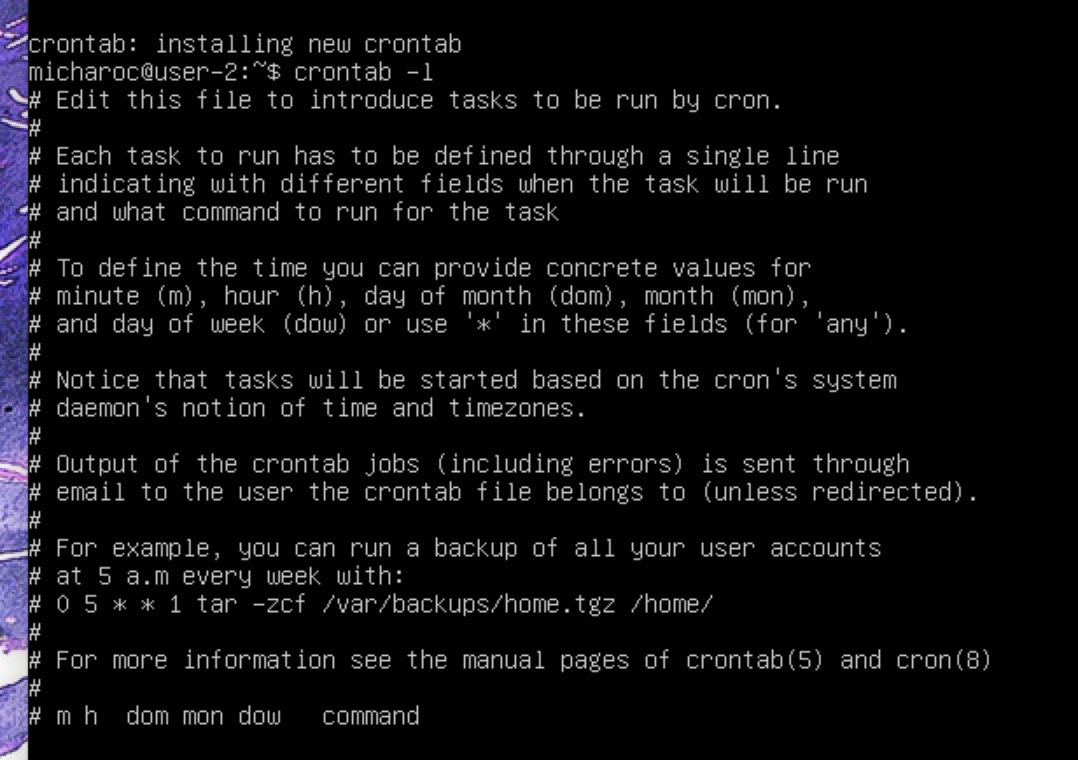 crontab: installing new crontab
micharoc@user-2:~$ crontab -l
# Edit this file to introduce tasks to be run by cron.
#
# Each task to run has to be defined through a single line
# indicating with different fields when the task will be run
# and what command to run for the task
#
# To define the time you can provide concrete values for
# minute (m), hour (h), day of month (dom), month (mon),
# and day of week (dow) or use '*' in these fields (for 'any').
#
# Notice that tasks will be started based on the cron's system
# daemon's notion of time and timezones.
#
# Output of the crontab jobs (including errors) is sent through
# email to the user the crontab file belongs to (unless redirected).
#
# For example, you can run a backup of all your user accounts
# at 5 a.m every week with:
# 0 5 * * 1 tar -zcf /var/backups/home.tgz /home/
#
# For more information see the manual pages of crontab(5) and cron(8)
#
# m h  dom mon dow   command